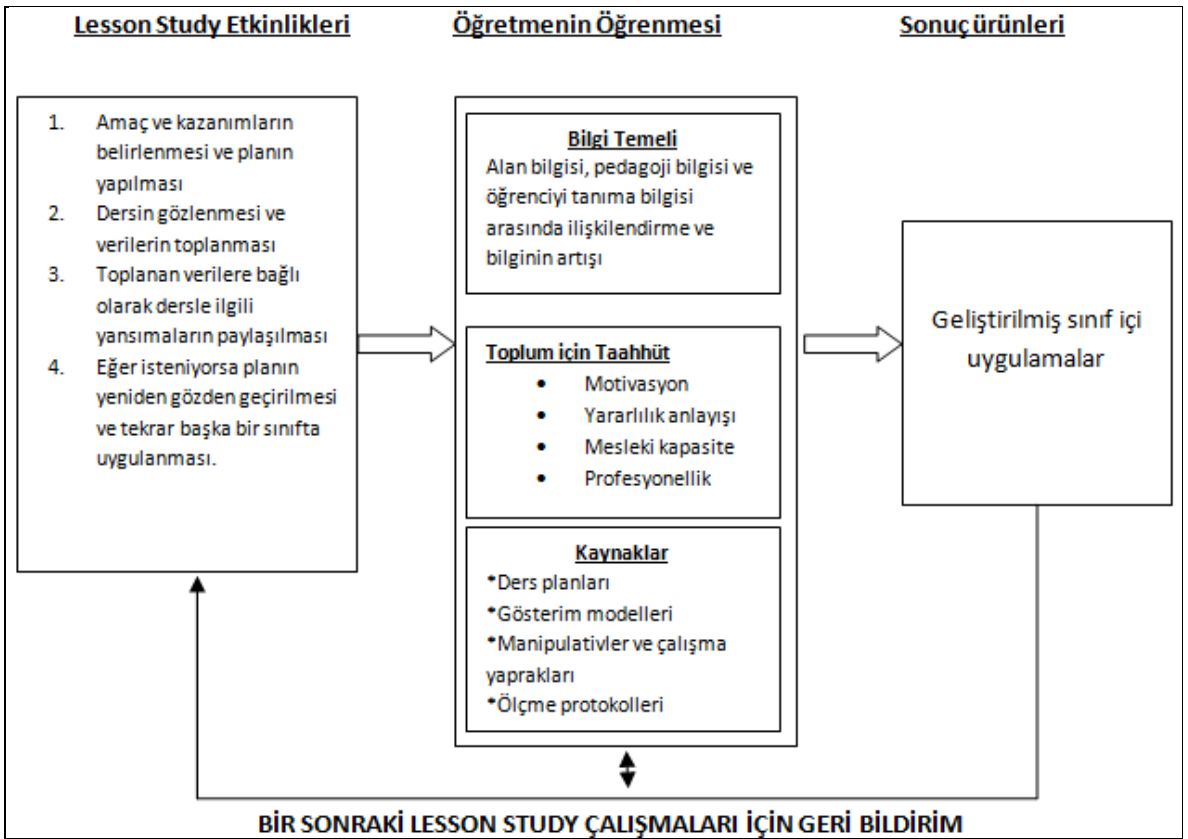 Lesson Study Etkinlikleri
Öğretmenin Öğrenmesi
Sonuç ürünleri
1. Amaç ve kazanımların
belirlenmesi ve planın
yapılması
2. Dersin gözlenmesi ve
verilerin toplanması
3. Toplanan verilere bağlı
olarak dersle ilgili
yansımaların paylaşılması
4. Eğer isteniyorsa planın
yeniden gözden geçirilmesi
ve tekrar başka bir sınıfta
uygulanması.
Bilgi Temeli
Alan bilgisi, pedagoji bilgisi ve
öğrenciyi tanıma bilgisi
arasında ilişkilendirme ve
bilginin artışı
Toplum için Taahhüt
• Motivasyon
• Yararlılık anlayışı
• Mesleki kapasite
• Profesyonellik
Kaynaklar
*Ders planları
*Gösterim modelleri
*Manipulativler ve çalışma
yaprakları
*Ölçme protokolleri
Geliştirilmiş sınıf içi
uygulamalar
BİR SONRAKİ LESSON STUDY ÇALIŞMALARI İÇİN GERİ BİLDİRİM